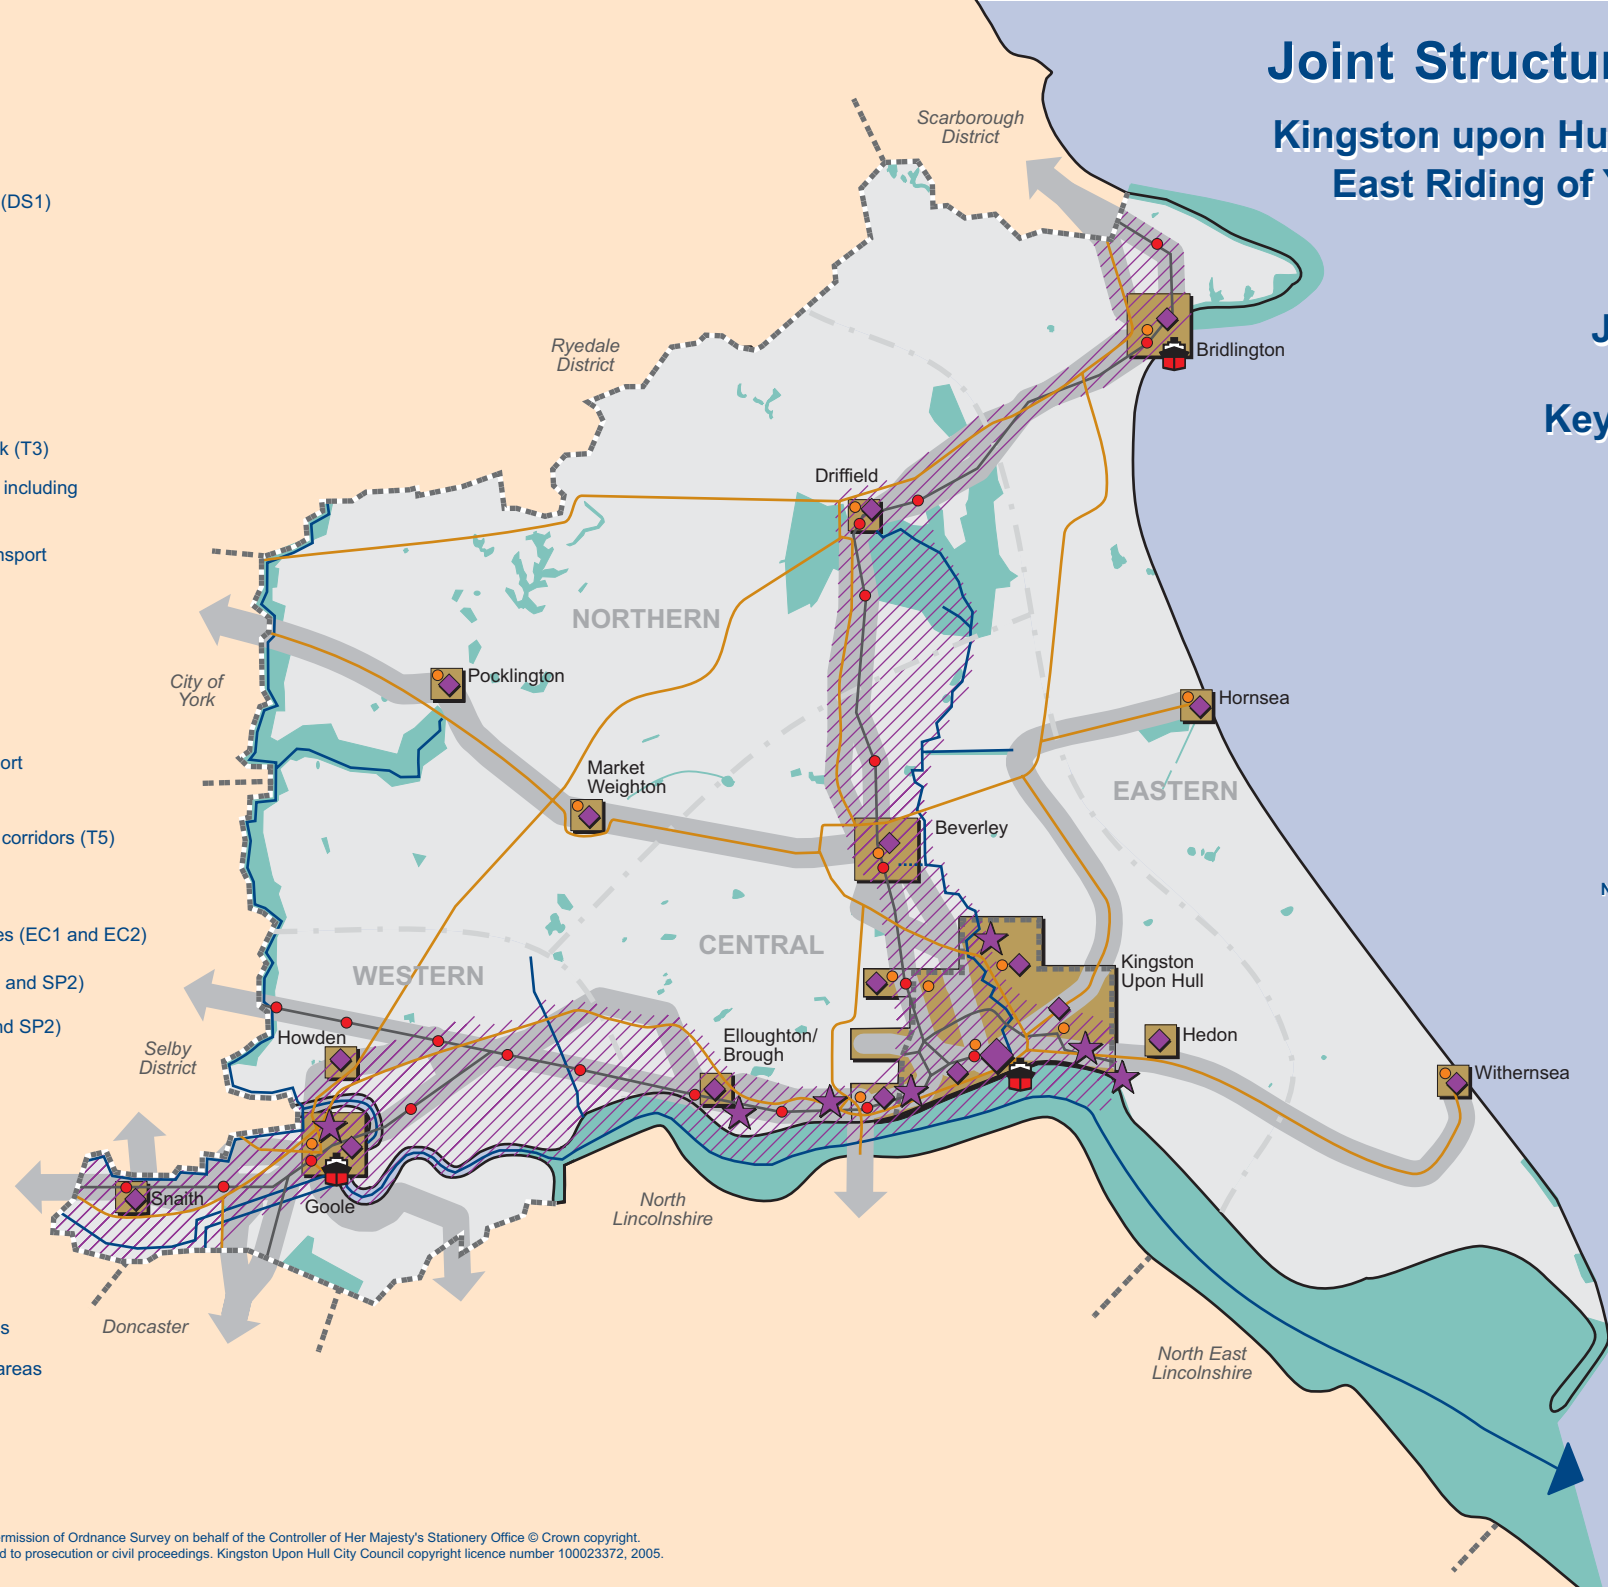 Joint Structu
Kingston upon Hu
East Riding of
J
Key
Scarborough
District
(DS1)
Ryedale
District
Bridlington
k (T3)
including
nsport
Driffield
NORTHERN
City of
York
Pocklington
Hornsea
ort
Market
Weighton
EASTERN
corridors (T5)
Beverley
N
es (EC1 and EC2)
CENTRAL
WESTERN
and SP2)
Kingston
Upon Hull
nd SP2)
Howden
Elloughton/
Brough
Hedon
Selby
District
Withernsea
Snaith
Goole
North
Lincolnshire
Doncaster
s
areas
North East
Lincolnshire
ermission of Ordnance Survey on behalf of the Controller of Her Majesty's Stationery Office © Crown copyright.
d to prosecution or civil proceedings. Kingston Upon Hull City Council copyright licence number 100023372, 2005.